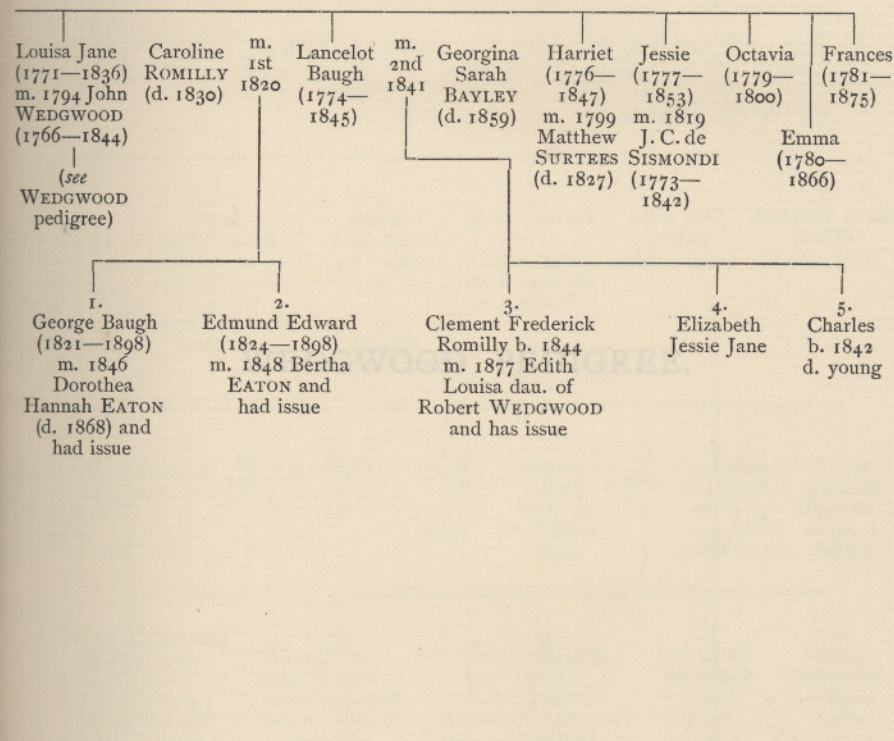 Louisa Jane
(1771—1836)
m. 1794 John
WEDGWOOD
(1766—1844)
(see
WEDGWOOD
pedigree)
Caroline
ROMILLY
(d. 1830)
m.
1st
1820
Lancelot
Baugh
(1774—
1845)
m.
2nd
1841
Georgina
Sarah
BAYLEY
(d. 1859)
Harriet
(1776—
1847)
m. 1799
Matthew
SURTEES
(d. 1827)
Jessie
(1777—
1853)
m. 1819
J. C. de
SISMONDI
(1773—
1842)
Octavia
(1779—
1800)
Emma
(1780—
1866)
Frances
(1781—
1875)
1.
George Baugh
(1821—1898)
m. 1846
Dorothea
Hannah EATON
(d. 1868) and
had issue
2.
Edmund Edward
(1824—1898)
m. 1848 Bertha
EATON and
had issue
3.
Clement Frederick
Romilly b. 1844
m. 1877 Edith
Louisa dau. of
Robert WEDGWOOD
and has issue
4.
Elizabeth
Jessie Jane
5.
Charles
b. 1842
d. young